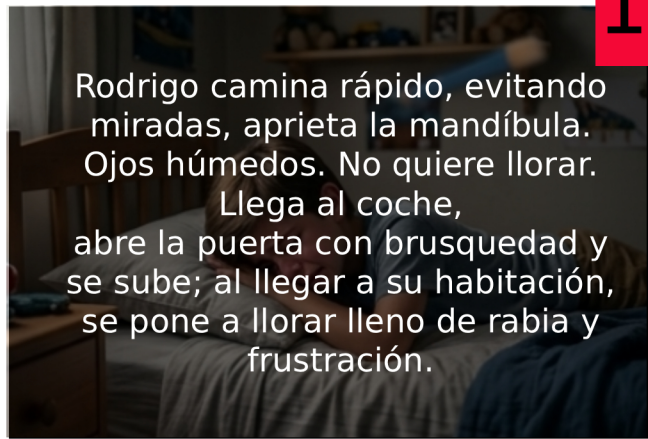 1
Rodrigo camina rápido, evitando
miradas, aprieta la mandíbula.
Ojos húmedos. No quiere llorar.
Llega al coche,
abre la puerta con brusquedad y
se sube; al llegar a su habitación,
se pone a llorar lleno de rabia y
frustración.